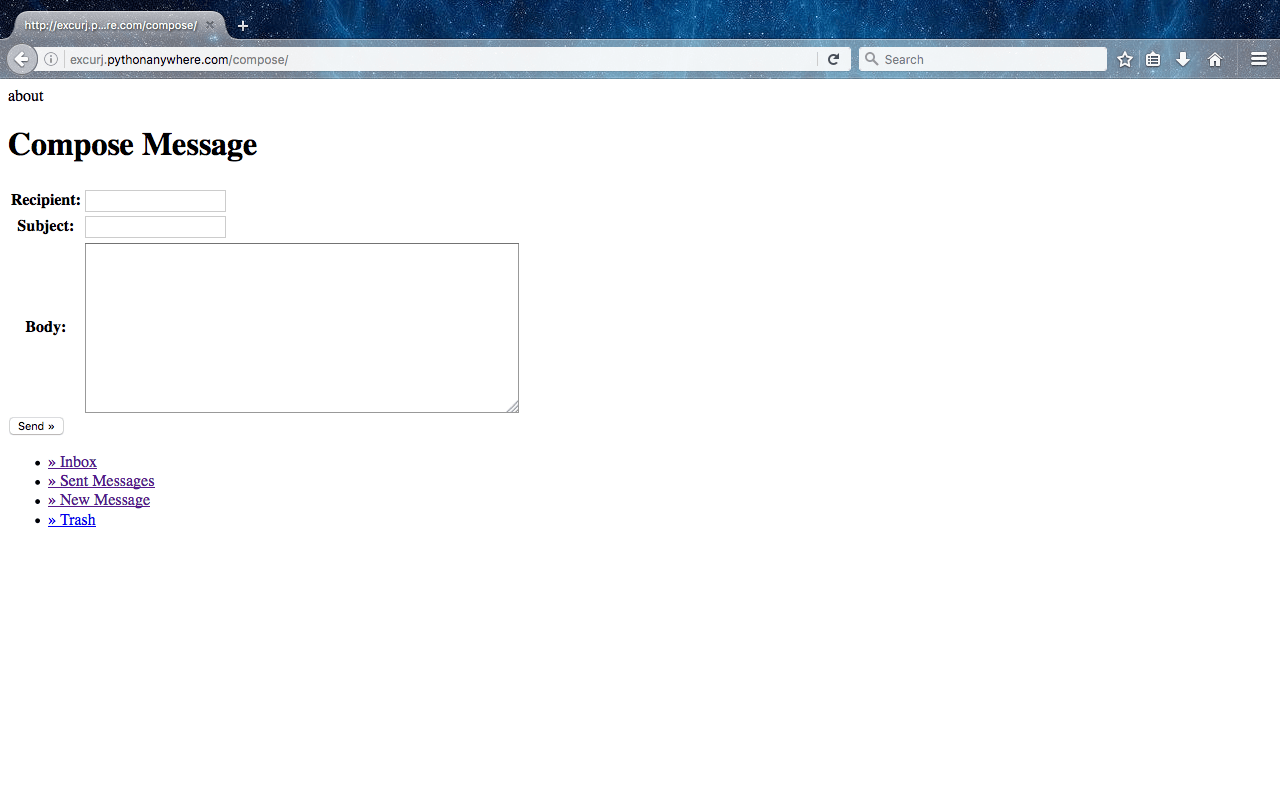 http://excurj.p...re.com/compose/
excurj.pythonanywhere.com/compose/
Search
about
Compose Message
Recipient:
Subject:
Body:
Send »
» Inbox
» Sent Messages
» New Message
» Trash